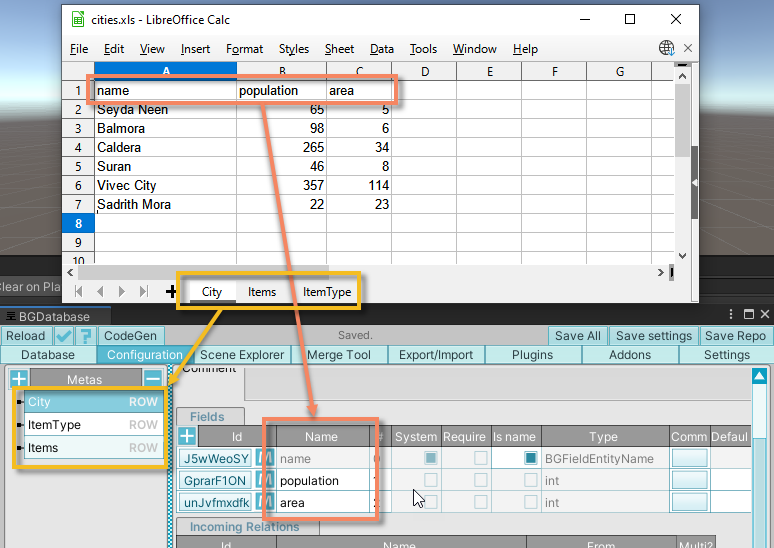 cities.xls - LibreOffice Calc
File Edit View Insert Format Styles Sheet Data Tools Window Help
A B C D E F G
1 name population area
2 Seyda Neen 65 5
3 Balmora 98 6
4 Caldera 265 34
5 Suran 46 8
6 Vivec City 357 114
7 Sadrith Mora 22 23
8
9
10
Clear on Pla
City Items ItemType
BGDatabase
Reload ? CodeGen Saved. Save All Save settings Save Repo
Database Configuration Scene Explorer Merge Tool Export/Import Plugins Addons Settings
Metas
Comment
City ROW
ItemType ROW
Items ROW
Fields
Id Name # System Require Is name Type Comm Defaul
J5wWeoSY M name 0 BGFieldEntityName
GprarF1ON M population 1 int
unJvfmxdfk M area 2 int
Incoming Relations
Id Name From Multi?